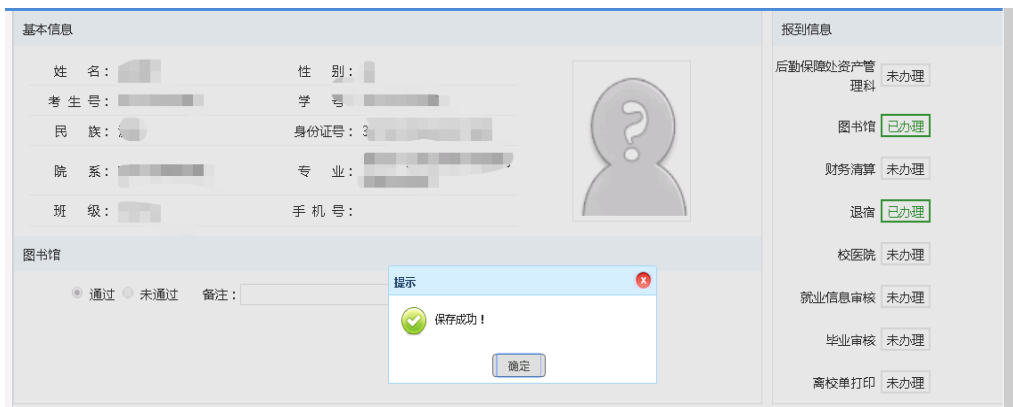 基本信息
姓 名：
性 别：
考 生 号：
学 号
民 族：
身份证号： 3
院 系：
专 业：
班 级：
手 机 号：
图书馆
通过 未通过 备注：
提示
保存成功！
确定
报到信息
后勤保障处资产管
理科 未办理
图书馆 已办理
财务清算 未办理
退宿 已办理
校医院 未办理
就业信息审核 未办理
毕业审核 未办理
离校单打印 未办理